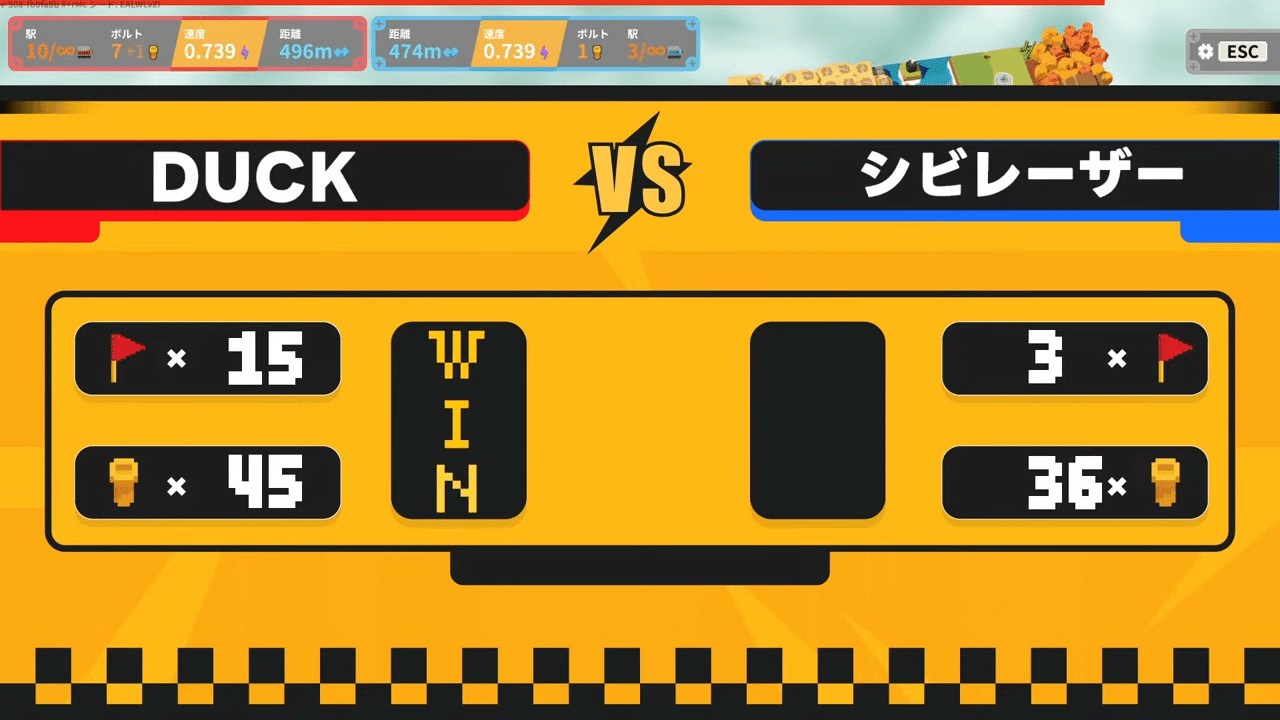 駅 ボルト 速度 距離
10/∞ 7 +1 0.739 496m
距離 速度 ボルト 駅
474m 0.739 1 3/∞
ESC
DUCK
VS
シビレーザー
× 15
WIN
3 ×
× 45
36×